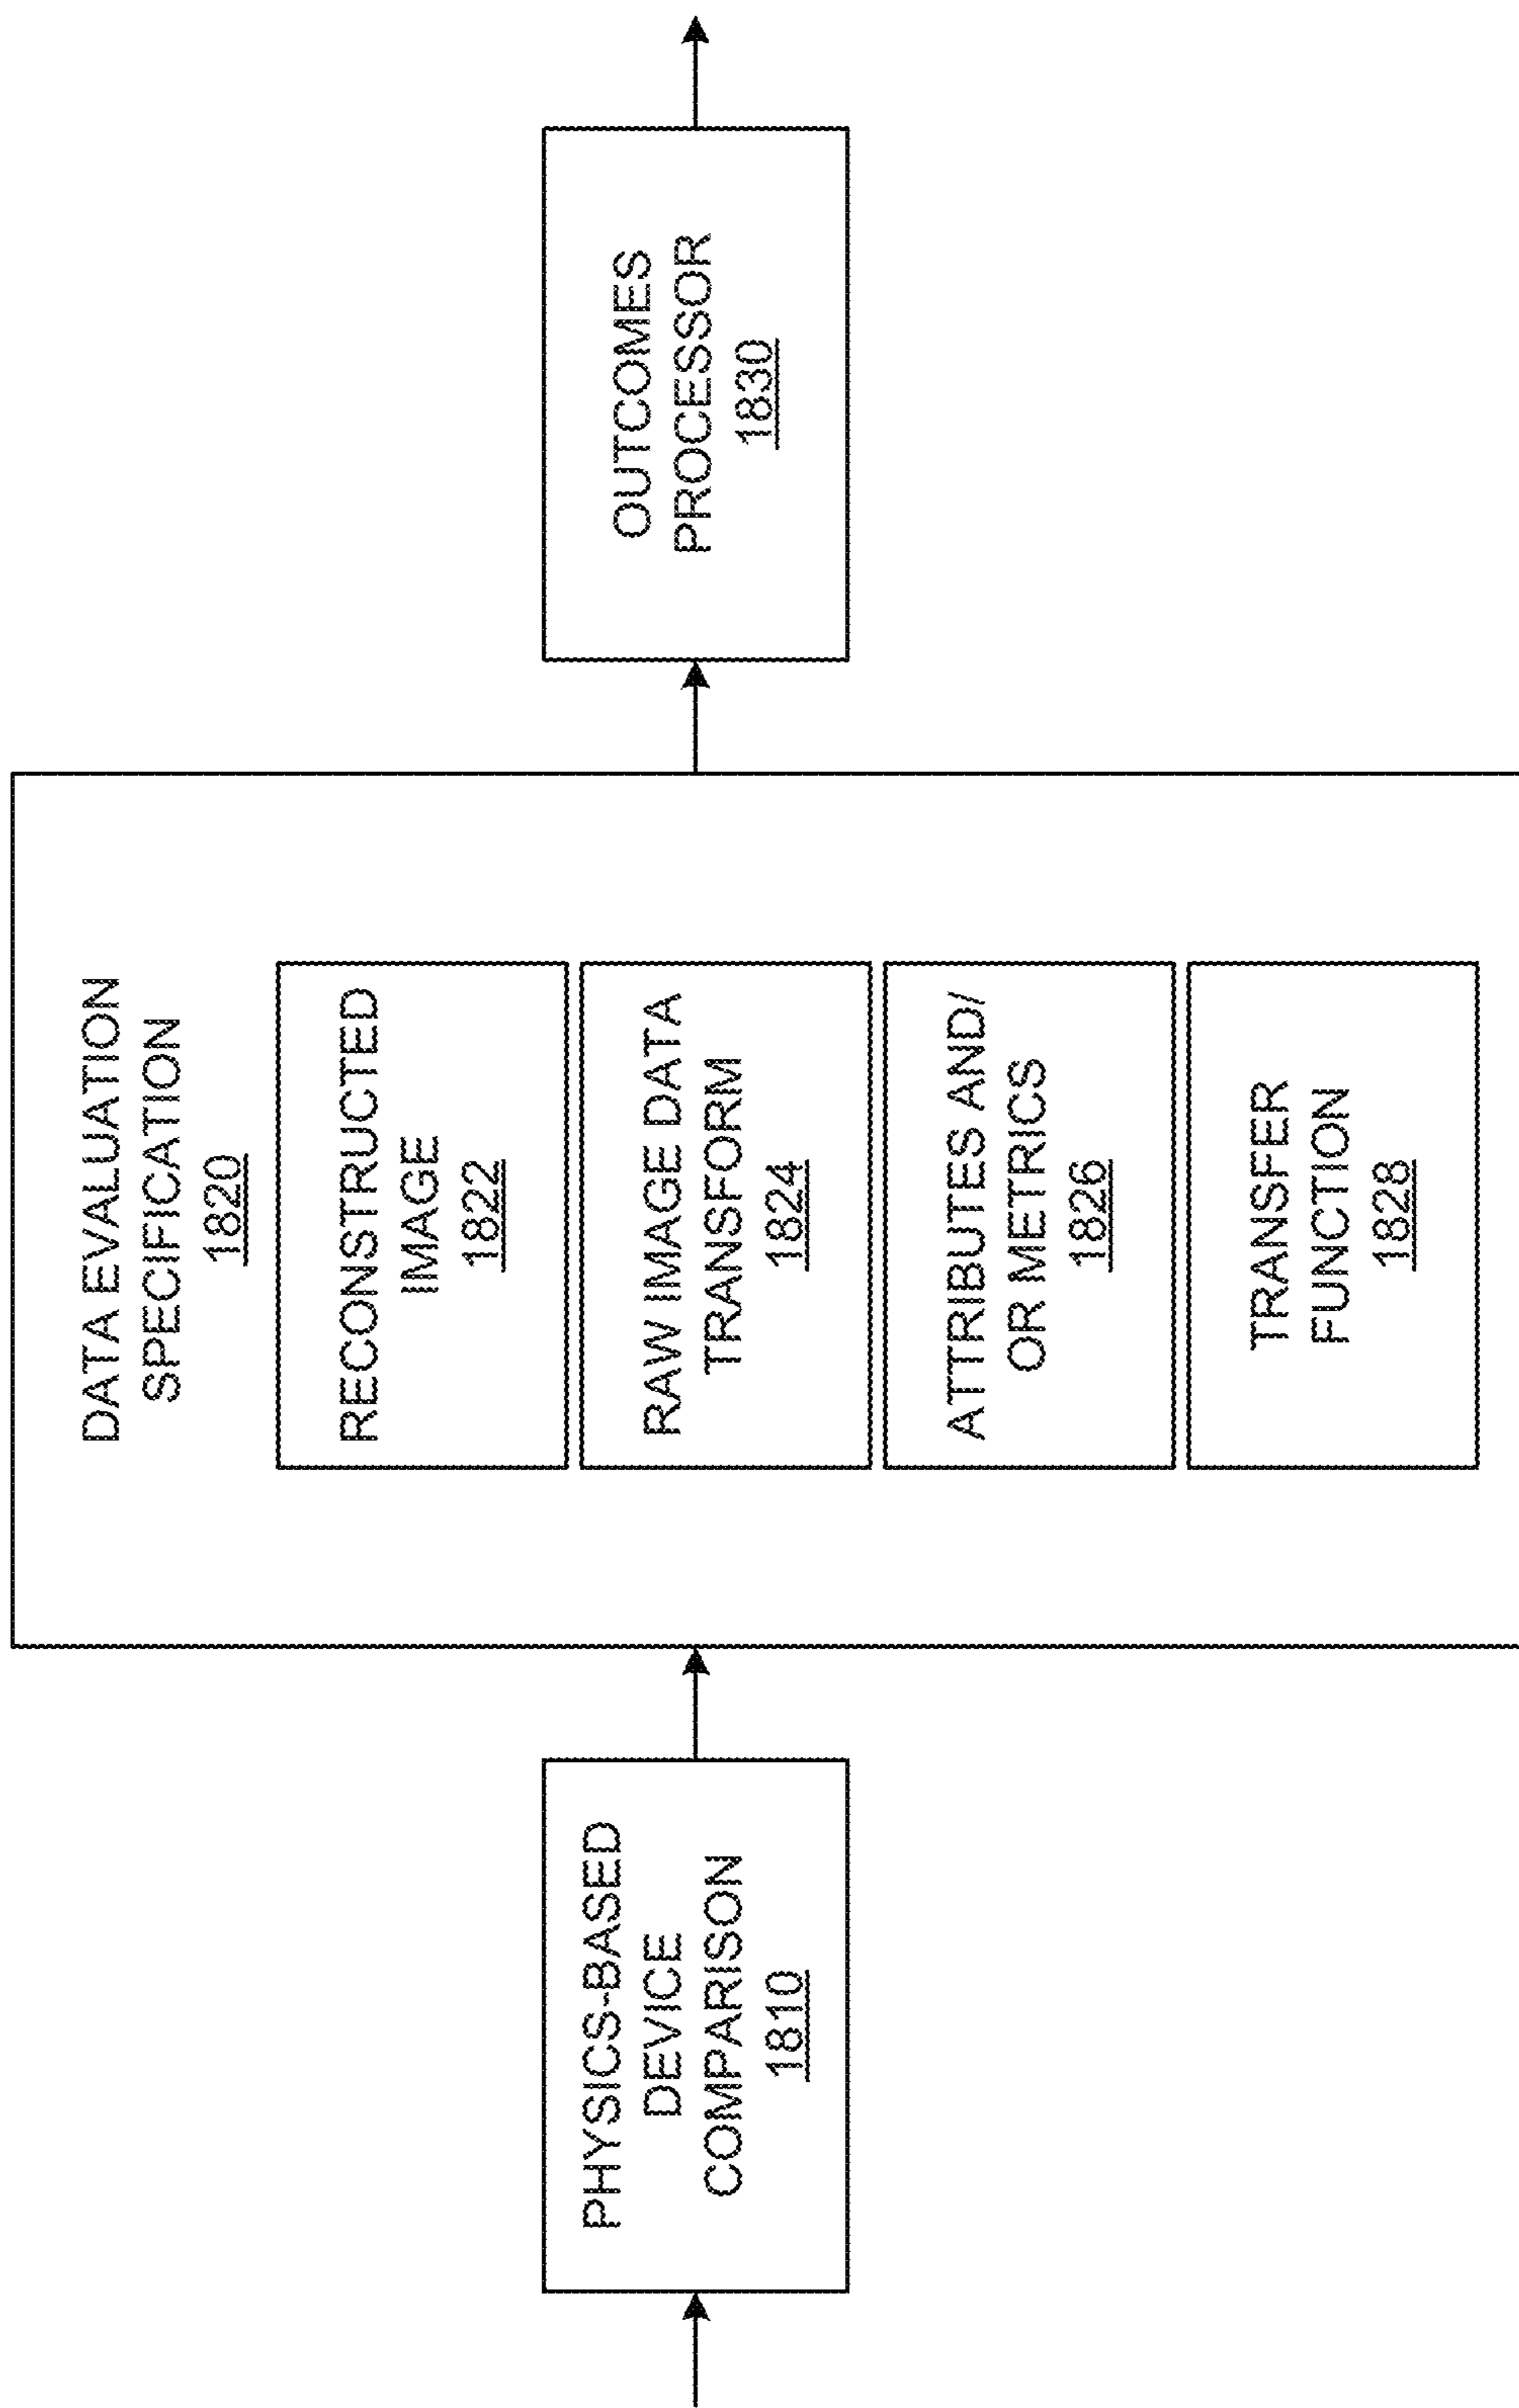 PHYSICS-BASED
DEVICE
COMPARISON
1810
DATA EVALUATION
SPECIFICATION
1820
RECONSTRUCTED
IMAGE
1822
RAW IMAGE DATA
TRANSFORM
1824
ATTRIBUTES AND/
OR METRICS
1826
TRANSFER
FUNCTION
1828
OUTCOMES
PROCESSOR
1830